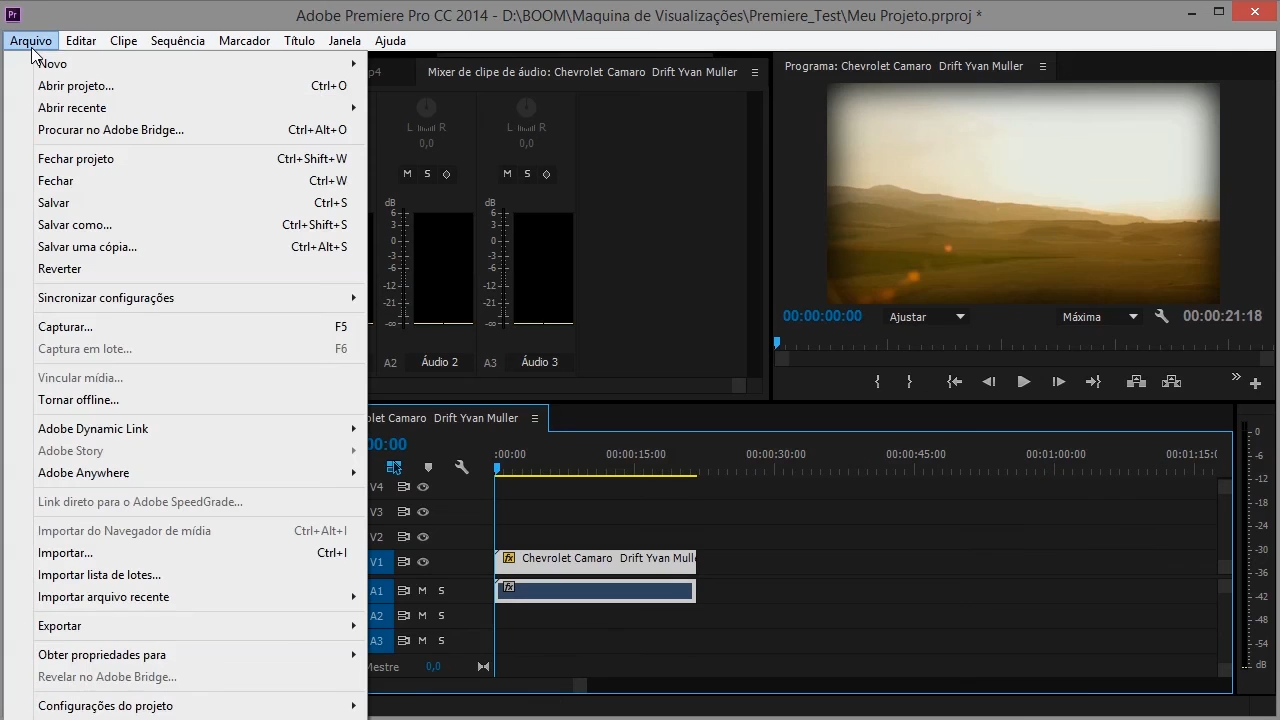 Pr
Adobe Premiere Pro CC 2014 - D:\BOOM\Maquina de Visualizações\Premiere_Test\Meu Projeto.prproj *
Arquivo Editar Clipe Sequência Marcador Título Janela Ajuda
Novo
Abrir projeto... Ctrl+O
Abrir recente
Procurar no Adobe Bridge... Ctrl+Alt+O
Fechar projeto Ctrl+Shift+W
Fechar Ctrl+W
Salvar Ctrl+S
Salvar como... Ctrl+Shift+S
Salvar uma cópia... Ctrl+Alt+S
Reverter
Sincronizar configurações
Capturar... F5
Captura em lote... F6
Vincular mídia...
Tornar offline...
Adobe Dynamic Link
Adobe Story
Adobe Anywhere
Link direto para o Adobe SpeedGrade...
Importar do Navegador de mídia Ctrl+Alt+I
Importar... Ctrl+I
Importar lista de lotes...
Importar arquivo recente
Exportar
Obter propriedades para
Revelar no Adobe Bridge...
Configurações do projeto
p4 Mixer de clipe de áudio: Chevrolet Camaro Drift Yvan Muller
L R L R
0,0 0,0
M S M S
dB dB
6 6
3 3
0 0
-3 -3
-6 -6
-12 -12
-21 -21
-∞ -∞
A2 Áudio 2 A3 Áudio 3
Programa: Chevrolet Camaro Drift Yvan Muller
00:00:00:00 Ajustar Máxima 00:00:21:18
olet Camaro Drift Yvan Muller
00:00
:00:00 00:00:15:00 00:00:30:00 00:00:45:00 00:01:00:00 00:01:15:0
V4
V3
V2
V1 fx Chevrolet Camaro Drift Yvan Mulle
A1 M S fx
A2 M S
A3 M S
Mestre 0,0
0
-6
-12
-18
-24
-30
-36
-42
-48
-54
dB